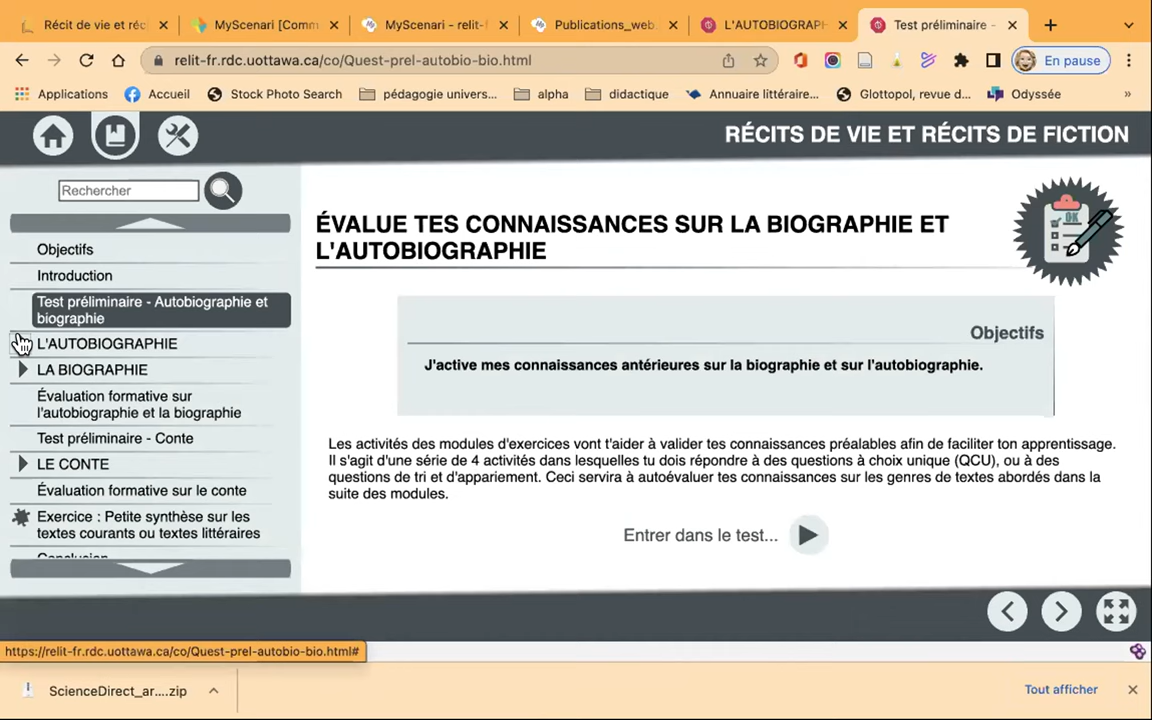 Récit de vie et réc
MyScenari [Comm
MyScenari - relit-
Publications_web
L'AUTOBIOGRAPH
Test préliminaire -
relit-fr.rdc.uottawa.ca/co/Quest-prel-autobio-bio.html
En pause
Applications
Accueil
Stock Photo Search
pédagogie univers...
alpha
didactique
Annuaire littéraire...
Glottopol, revue d...
Odyssée
»
RÉCITS DE VIE ET RÉCITS DE FICTION
Rechercher
Objectifs
Introduction
Test préliminaire - Autobiographie et
biographie
L'AUTOBIOGRAPHIE
LA BIOGRAPHIE
Évaluation formative sur
l'autobiographie et la biographie
Test préliminaire - Conte
LE CONTE
Évaluation formative sur le conte
Exercice : Petite synthèse sur les
textes courants ou textes littéraires
Conclusion
ÉVALUE TES CONNAISSANCES SUR LA BIOGRAPHIE ET
L'AUTOBIOGRAPHIE
OK
Objectifs
J'active mes connaissances antérieures sur la biographie et sur l'autobiographie.
Les activités des modules d'exercices vont t'aider à valider tes connaissances préalables afin de faciliter ton apprentissage.
Il s'agit d'une série de 4 activités dans lesquelles tu dois répondre à des questions à choix unique (QCU), ou à des
questions de tri et d'appariement. Ceci servira à autoévaluer tes connaissances sur les genres de textes abordés dans la
suite des modules.
Entrer dans le test...
https://relit-fr.rdc.uottawa.ca/co/Quest-prel-autobio-bio.html#
ScienceDirect_ar....zip
Tout afficher